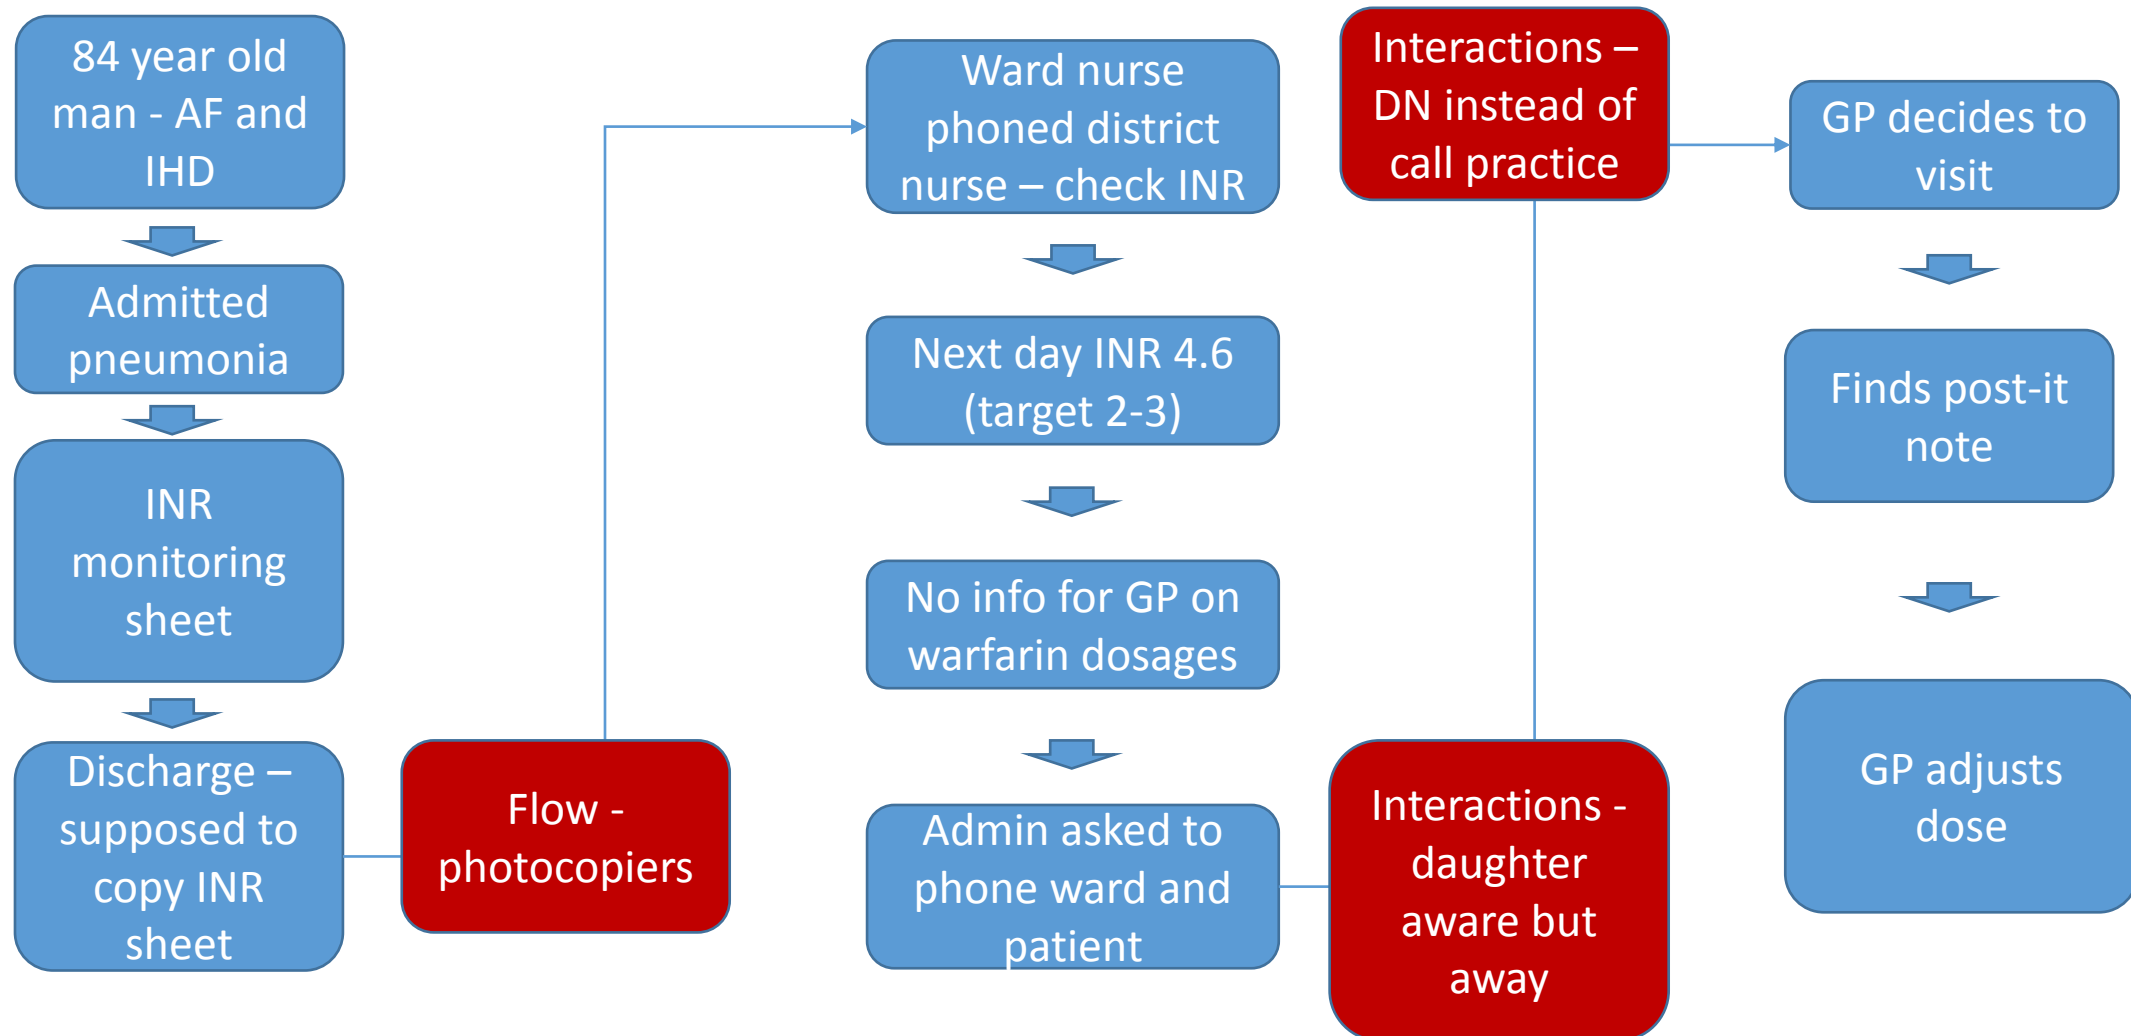 84 year old
man - AF and
IHD
Admitted
pneumonia
INR
monitoring
sheet
Discharge –
supposed to
copy INR
sheet
Flow -
photocopiers
Ward nurse
phoned district
nurse – check INR
Next day INR 4.6
(target 2-3)
No info for GP on
warfarin dosages
Admin asked to
phone ward and
patient
Interactions -
daughter
aware but
away
Interactions –
DN instead of
call practice
GP decides to
visit
Finds post-it
note
GP adjusts
dose